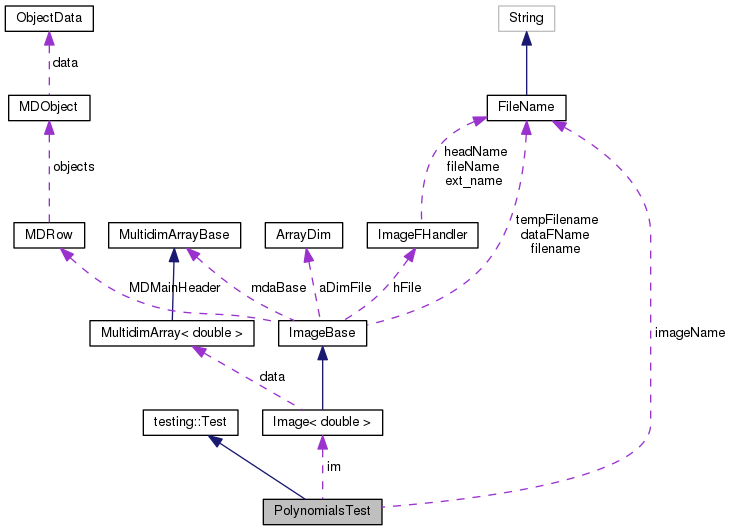 ObjectData
String
data
MDObject
FileName
headName
fileName
ext_name
objects
tempFilename
dataFName
filename
MDRow
MultidimArrayBase
ArrayDim
ImageFHandler
MDMainHeader
mdaBase
aDimFile
hFile
MultidimArray< double >
ImageBase
imageName
data
testing::Test
Image< double >
im
PolynomialsTest